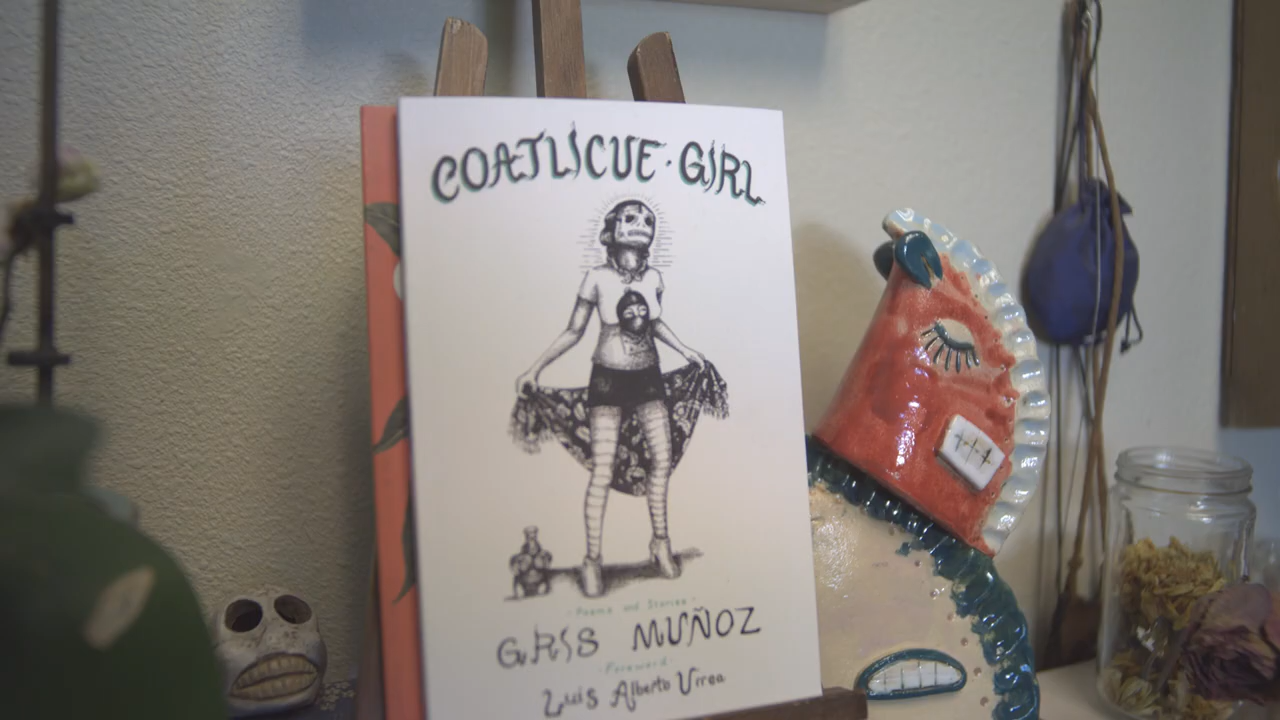 COATLICUE · GIRL
- Poems and Stories -
GRIS MUÑOZ
- Foreword -
Luis Alberto Urrea